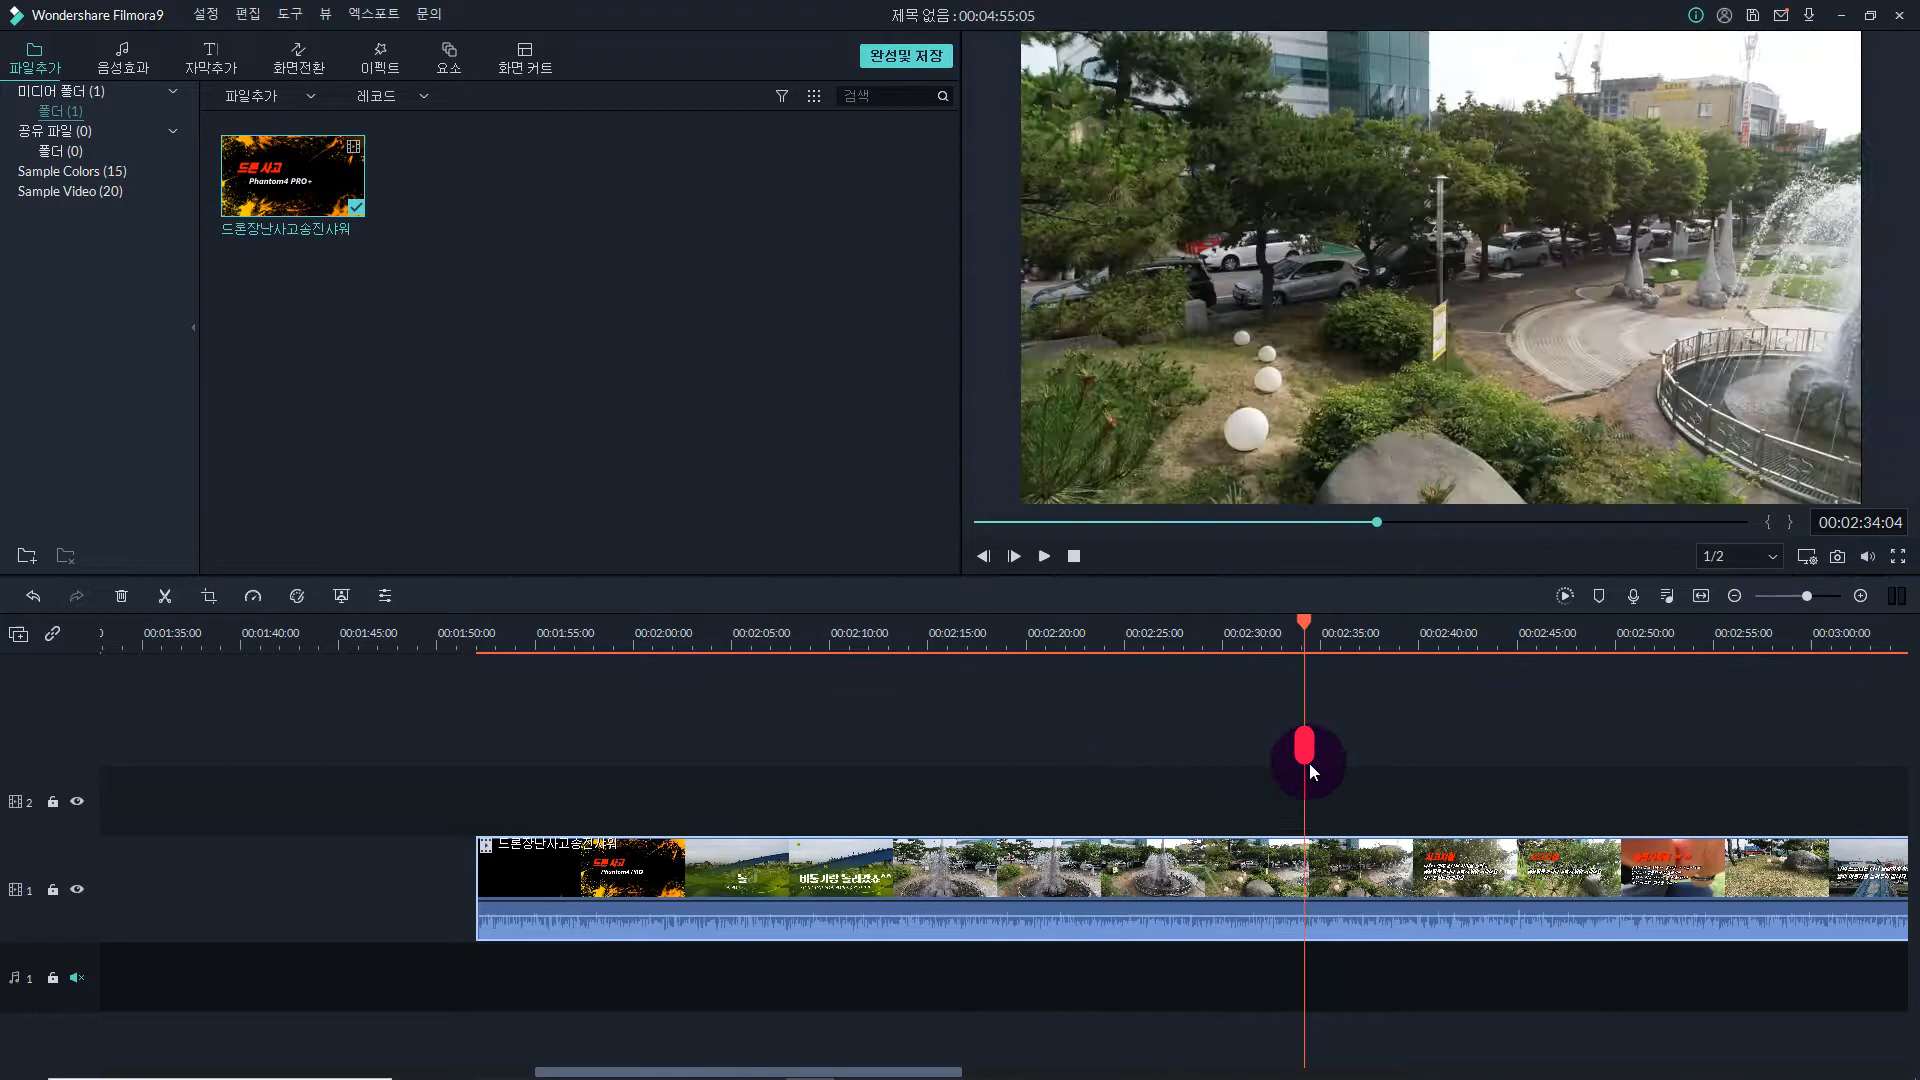 Wondershare Filmora9
설정 편집 도구 뷰 엑스포트 문의
제목 없음 : 00:04:55:05
파일추가 음성효과 자막추가 화면전환 이펙트 요소 화면 커트
완성및 저장
미디어 폴더 (1)
폴더 (1)
공유 파일 (0)
폴더 (0)
Sample Colors (15)
Sample Video (20)
파일추가 레코드 검색
드론 사고
Phantom4 PRO+
드론장난사고송진샤워
00:02:34:04
1/2
0 00:01:35:00 00:01:40:00 00:01:45:00 00:01:50:00 00:01:55:00 00:02:00:00 00:02:05:00 00:02:10:00 00:02:15:00 00:02:20:00 00:02:25:00 00:02:30:00 00:02:35:00 00:02:40:00 00:02:45:00 00:02:50:00 00:02:55:00 00:03:00:00
2
드론장난사고송진샤워
드론 사고
Phantom4 PRO
1
1